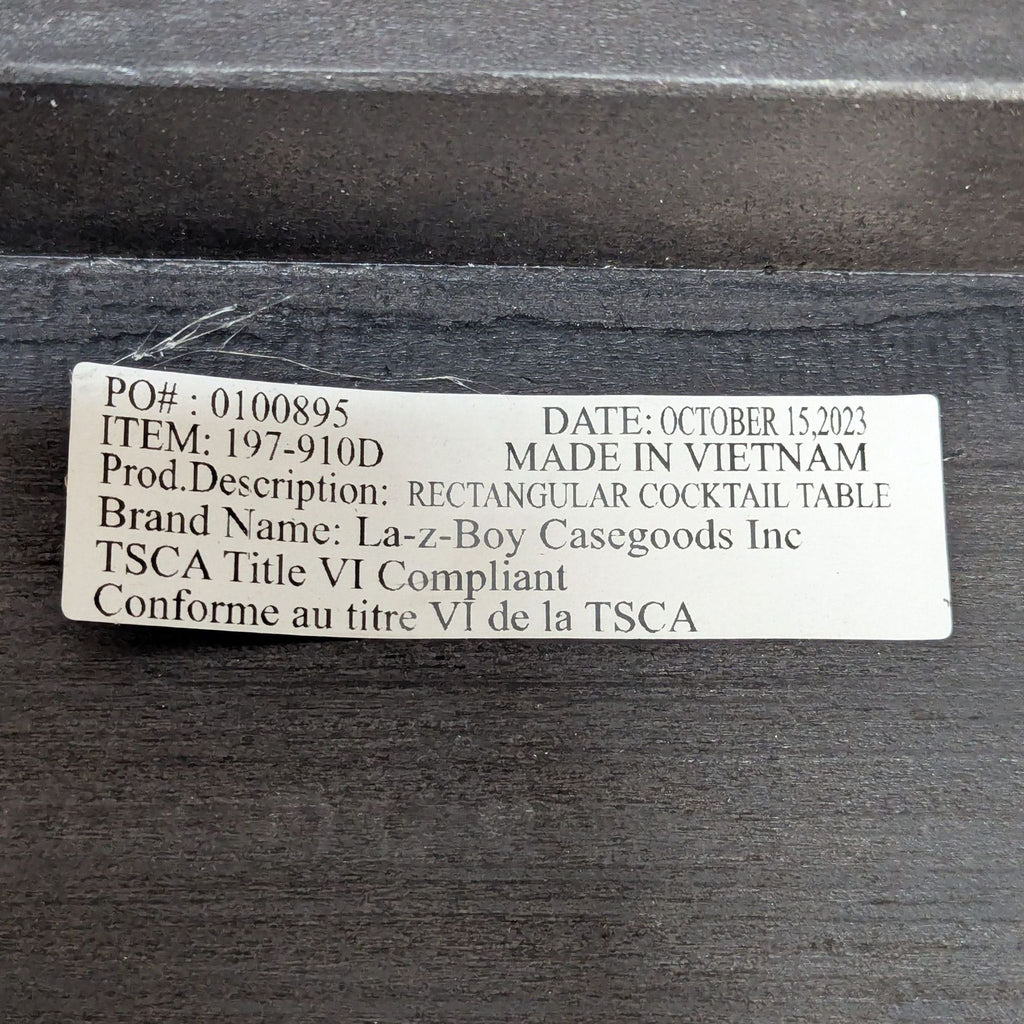 PO# : 0100895 DATE: OCTOBER 15,2023
ITEM: 197-910D MADE IN VIETNAM
Prod.Description: RECTANGULAR COCKTAIL TABLE
Brand Name: La-z-Boy Casegoods Inc
TSCA Title VI Compliant
Conforme au titre VI de la TSCA